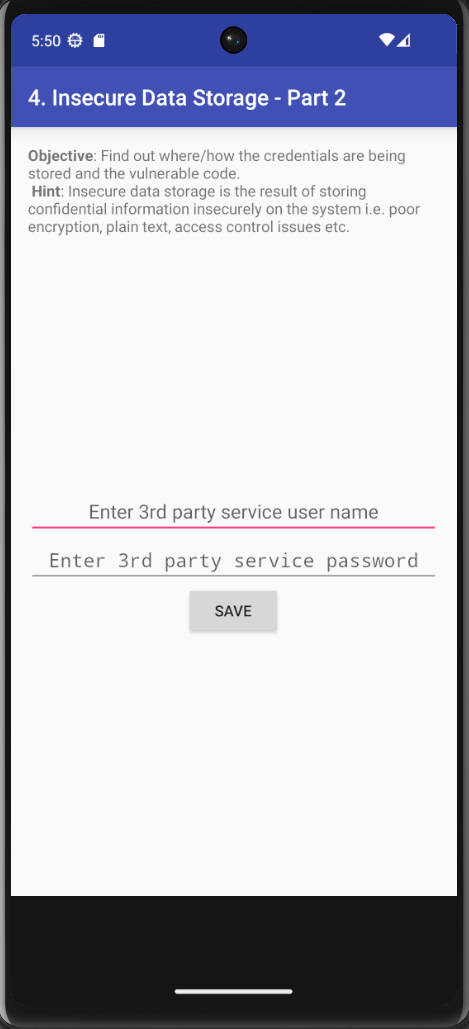 5:50
4. Insecure Data Storage - Part 2
Objective: Find out where/how the credentials are being
stored and the vulnerable code.
Hint: Insecure data storage is the result of storing
confidential information insecurely on the system i.e. poor
encryption, plain text, access control issues etc.
Enter 3rd party service user name
Enter 3rd party service password
SAVE